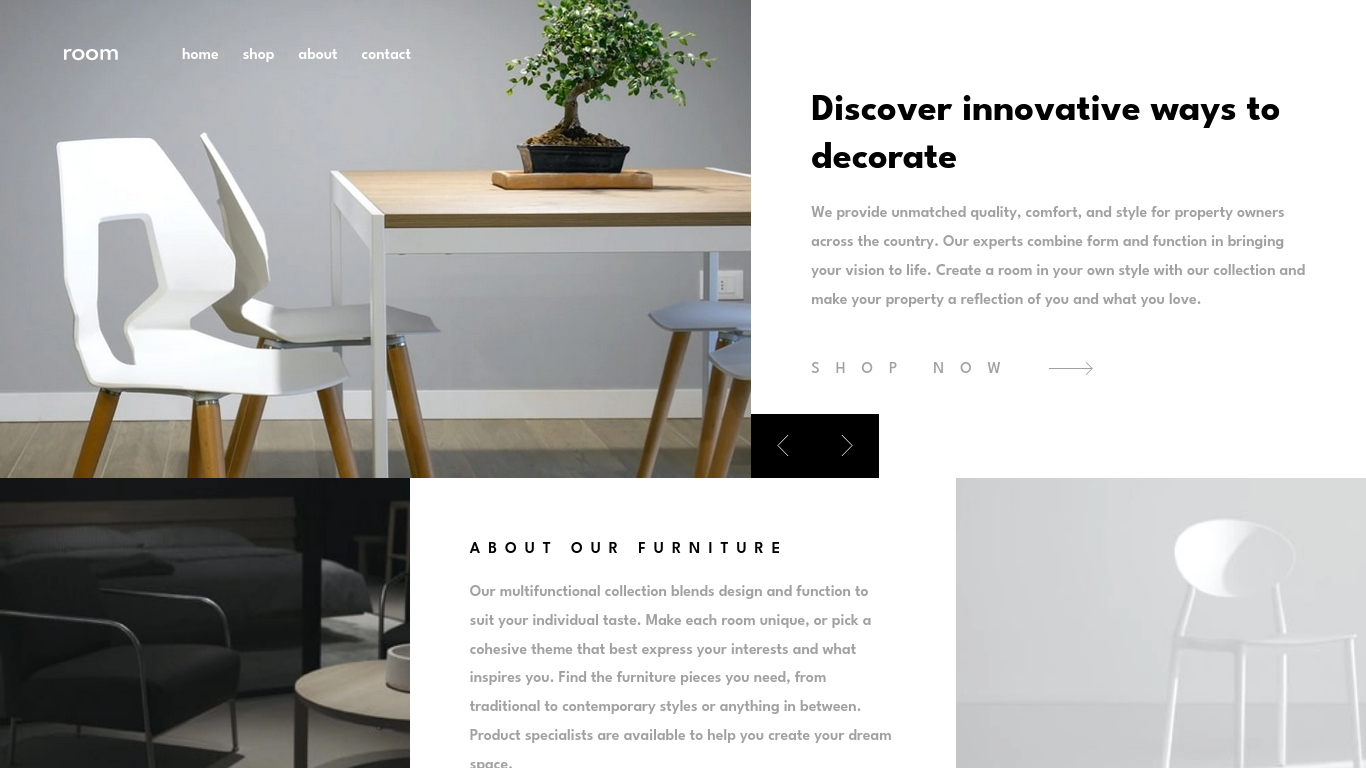 room
home shop about contact
Discover innovative ways to
decorate
We provide unmatched quality, comfort, and style for property owners
across the country. Our experts combine form and function in bringing
your vision to life. Create a room in your own style with our collection and
make your property a reflection of you and what you love.
SHOP NOW
ABOUT OUR FURNITURE
Our multifunctional collection blends design and function to
suit your individual taste. Make each room unique, or pick a
cohesive theme that best express your interests and what
inspires you. Find the furniture pieces you need, from
traditional to contemporary styles or anything in between.
Product specialists are available to help you create your dream
space.